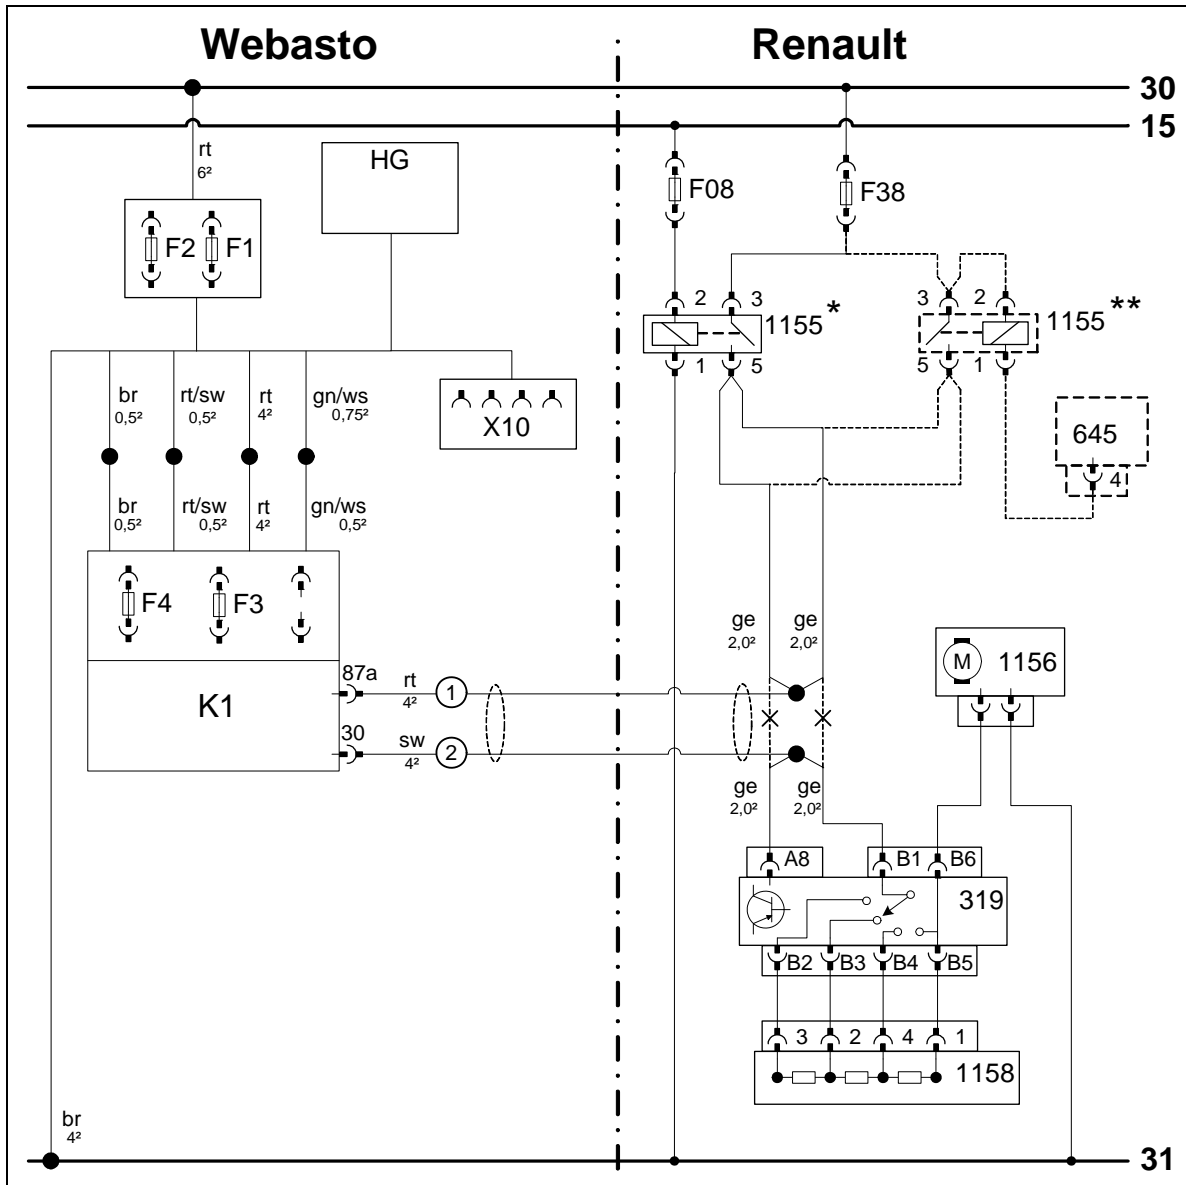 Webasto Renault
30
15
rt
6²
HG
F08 F38
F2 F1
2 3
1155 *
1 5
3 2
1155 **
5 1
br 0,5²
rt/sw 0,5²
rt 4²
gn/ws 0,75²
X10
645
4
br 0,5²
rt/sw 0,5²
rt 4²
gn/ws 0,5²
F4 F3
ge 2,0²
ge 2,0²
M 1156
K1
87a
rt 4²
1
30
sw 4²
2
ge 2,0²
ge 2,0²
A8 B1 B6
319
B2 B3 B4 B5
3 2 4 1
1158
br 4²
31